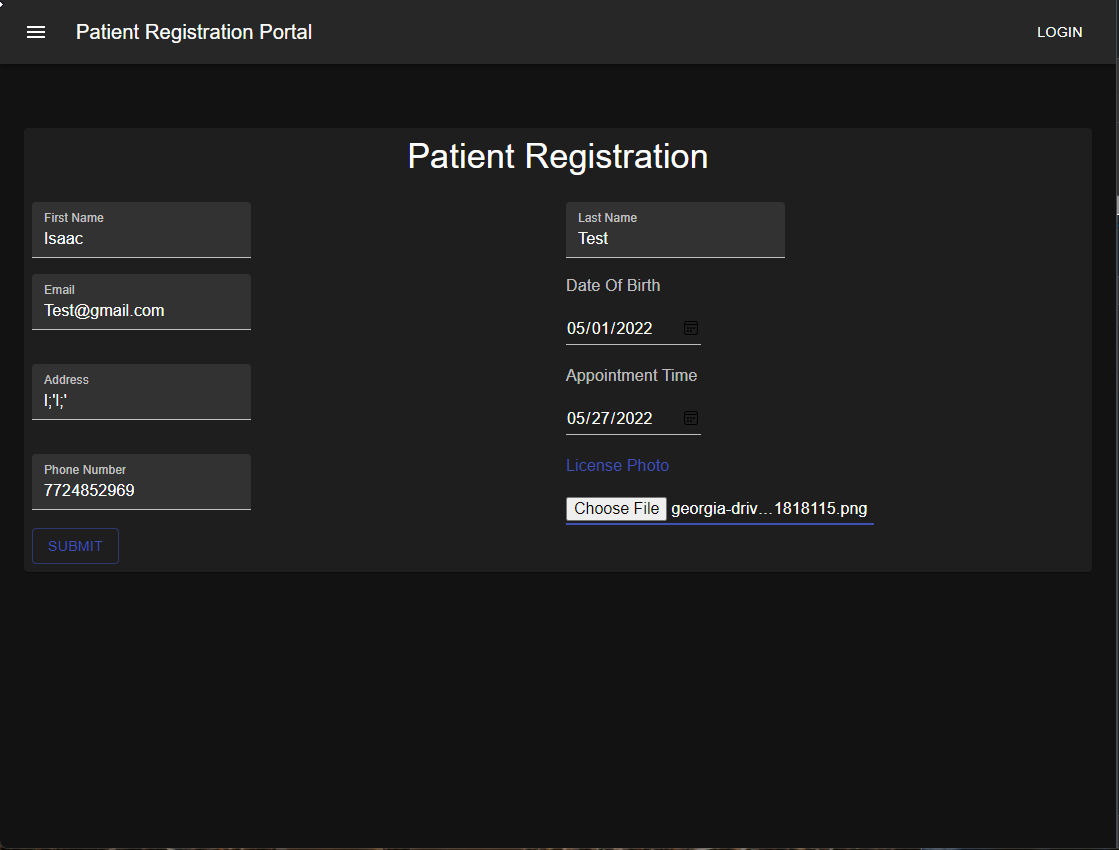 Patient Registration Portal
LOGIN
Patient Registration
First Name
Isaac
Last Name
Test
Email
Test@gmail.com
Date Of Birth
05/01/2022
Address
l;'l;'
Appointment Time
05/27/2022
Phone Number
7724852969
License Photo
Choose File georgia-driv…1818115.png
SUBMIT